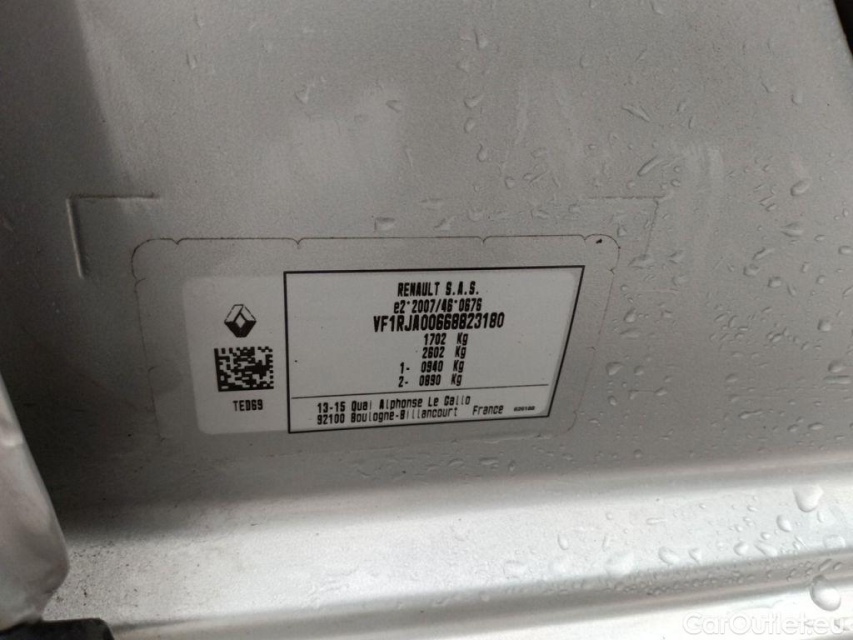 RENAULT S.A.S.
e2*2007/46*0676
VF1RJA00668823180
1702 Kg
2602 Kg
1- 0940 Kg
2- 0890 Kg
TED69
13-15 Quai Alphonse Le Gallo
92100 Boulogne-Billancourt France
CarOutlet.eu